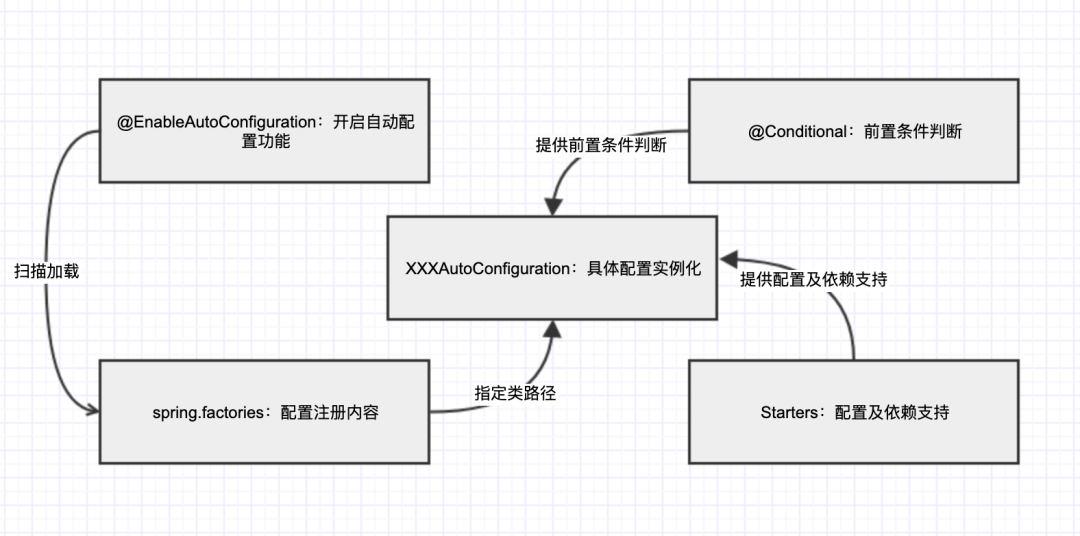 @EnableAutoConfiguration：开启自动配
置功能
@Conditional：前置条件判断
提供前置条件判断
XXXAutoConfiguration：具体配置实例化
扫描加载
提供配置及依赖支持
指定类路径
spring.factories：配置注册内容
Starters：配置及依赖支持